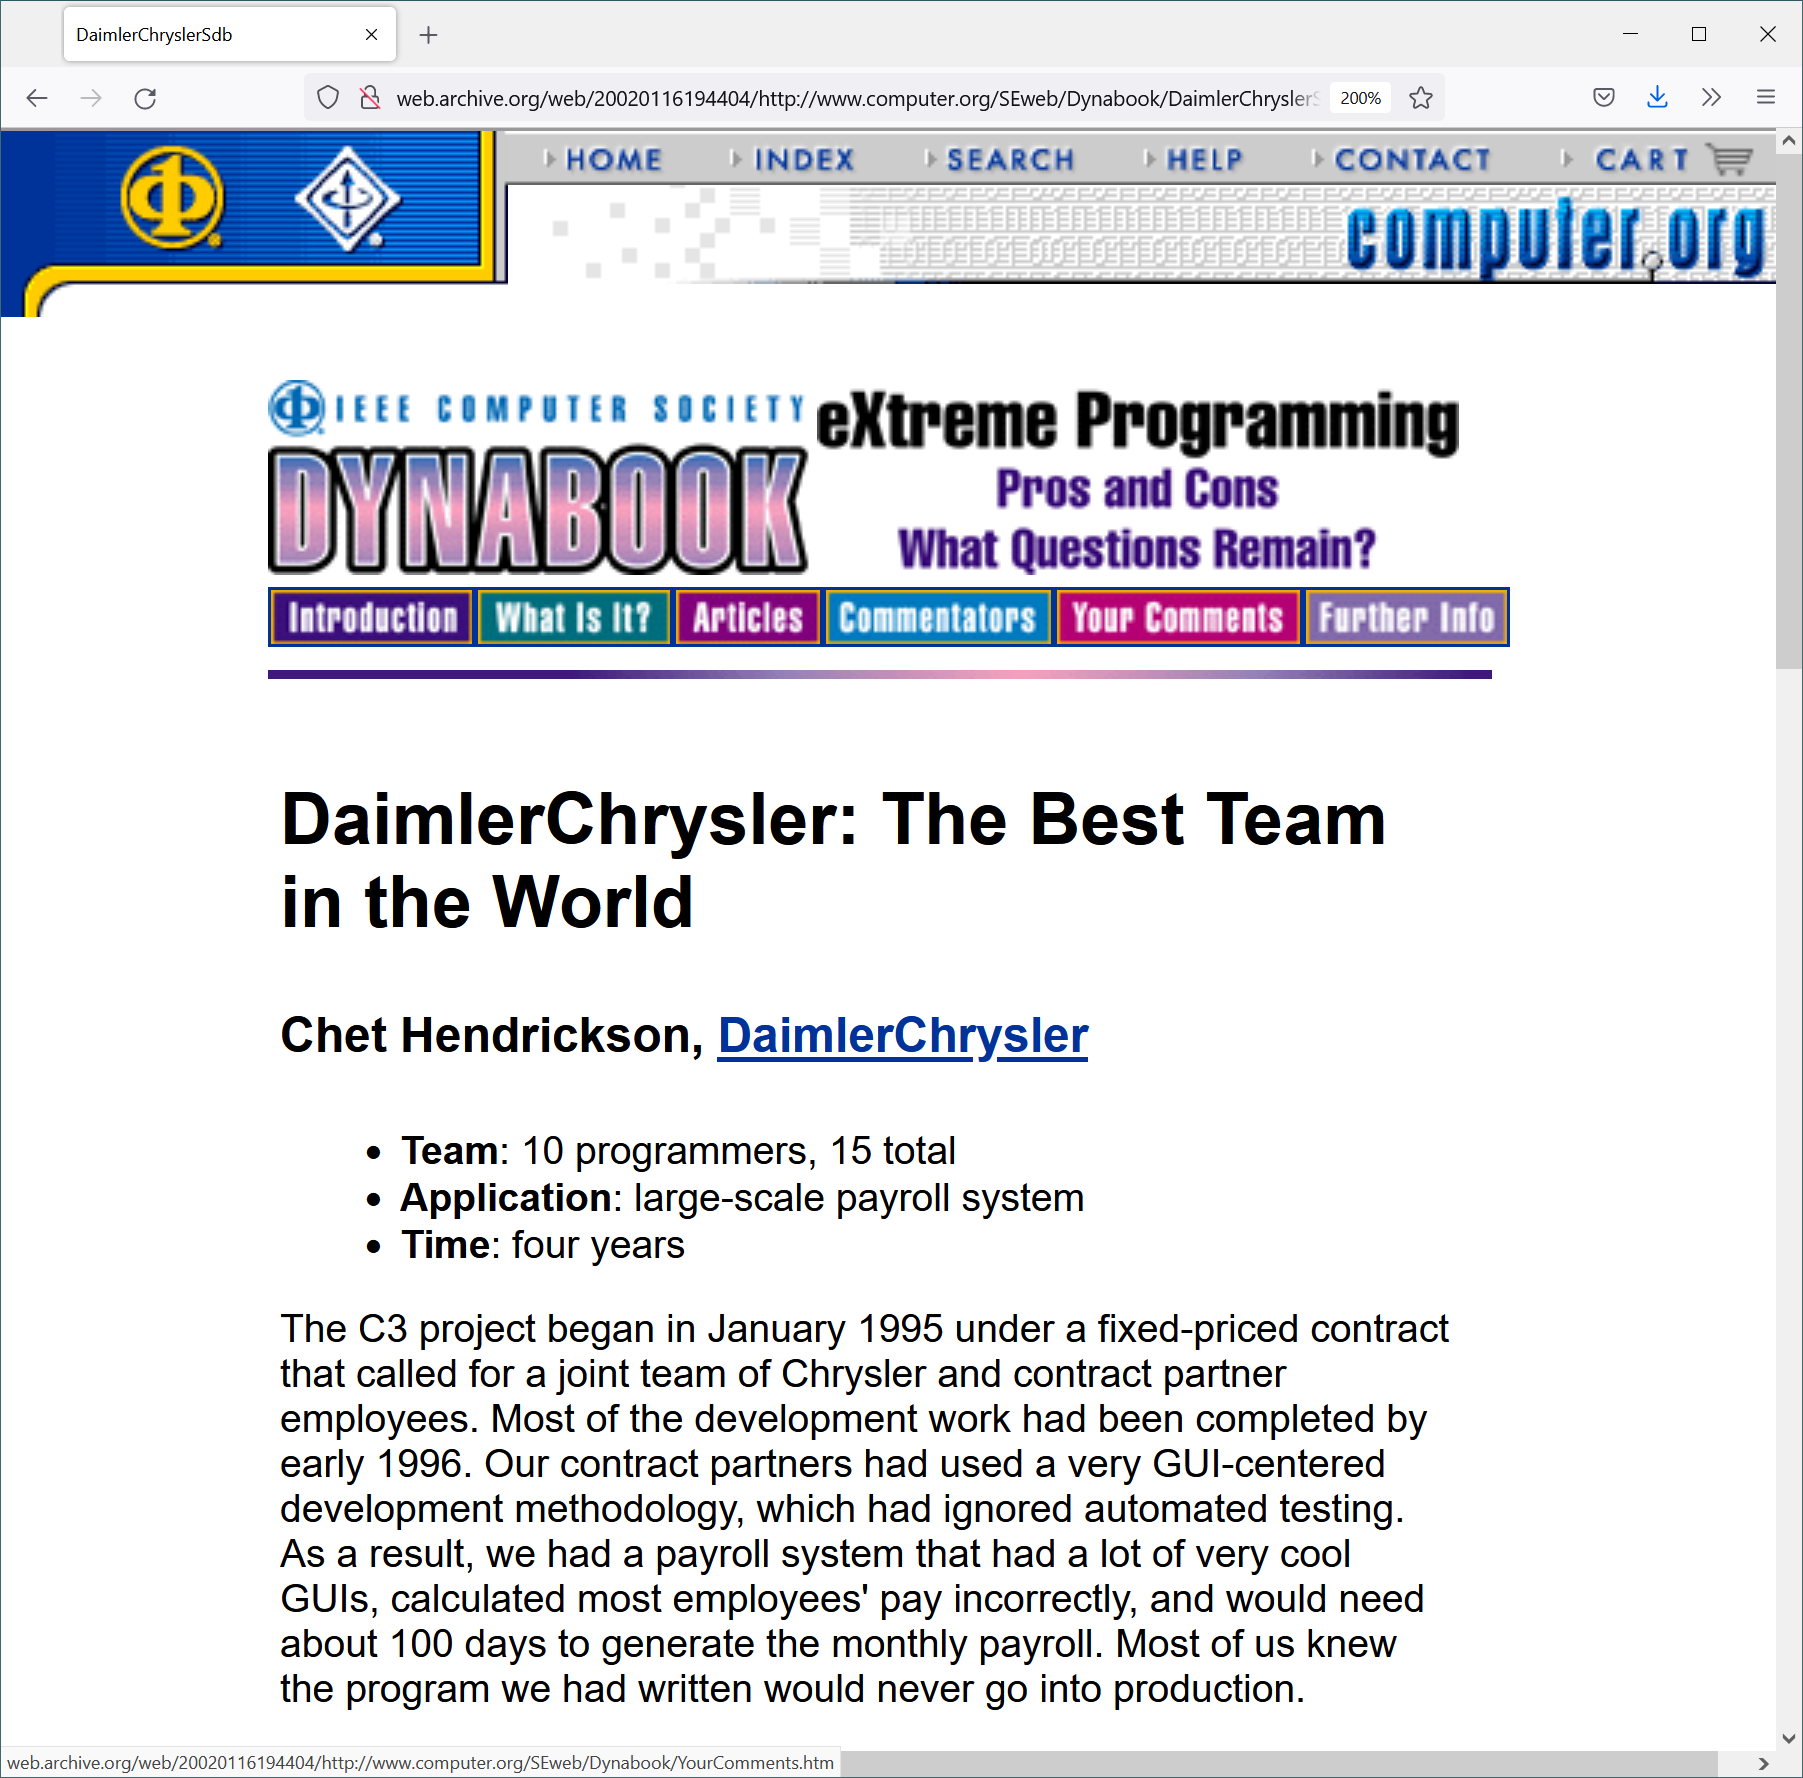 DaimlerChryslerSdb
web.archive.org/web/20020116194404/http://www.computer.org/SEweb/Dynabook/DaimlerChryslerS
200%
HOME INDEX SEARCH HELP CONTACT CART
computer.org
IEEE COMPUTER SOCIETY
DYNABOOK
eXtreme Programming
Pros and Cons
What Questions Remain?
Introduction What Is It? Articles Commentators Your Comments Further Info
DaimlerChrysler: The Best Team
in the World
Chet Hendrickson, DaimlerChrysler
• Team: 10 programmers, 15 total
• Application: large-scale payroll system
• Time: four years
The C3 project began in January 1995 under a fixed-priced contract
that called for a joint team of Chrysler and contract partner
employees. Most of the development work had been completed by
early 1996. Our contract partners had used a very GUI-centered
development methodology, which had ignored automated testing.
As a result, we had a payroll system that had a lot of very cool
GUIs, calculated most employees' pay incorrectly, and would need
about 100 days to generate the monthly payroll. Most of us knew
the program we had written would never go into production.
web.archive.org/web/20020116194404/http://www.computer.org/SEweb/Dynabook/YourComments.htm